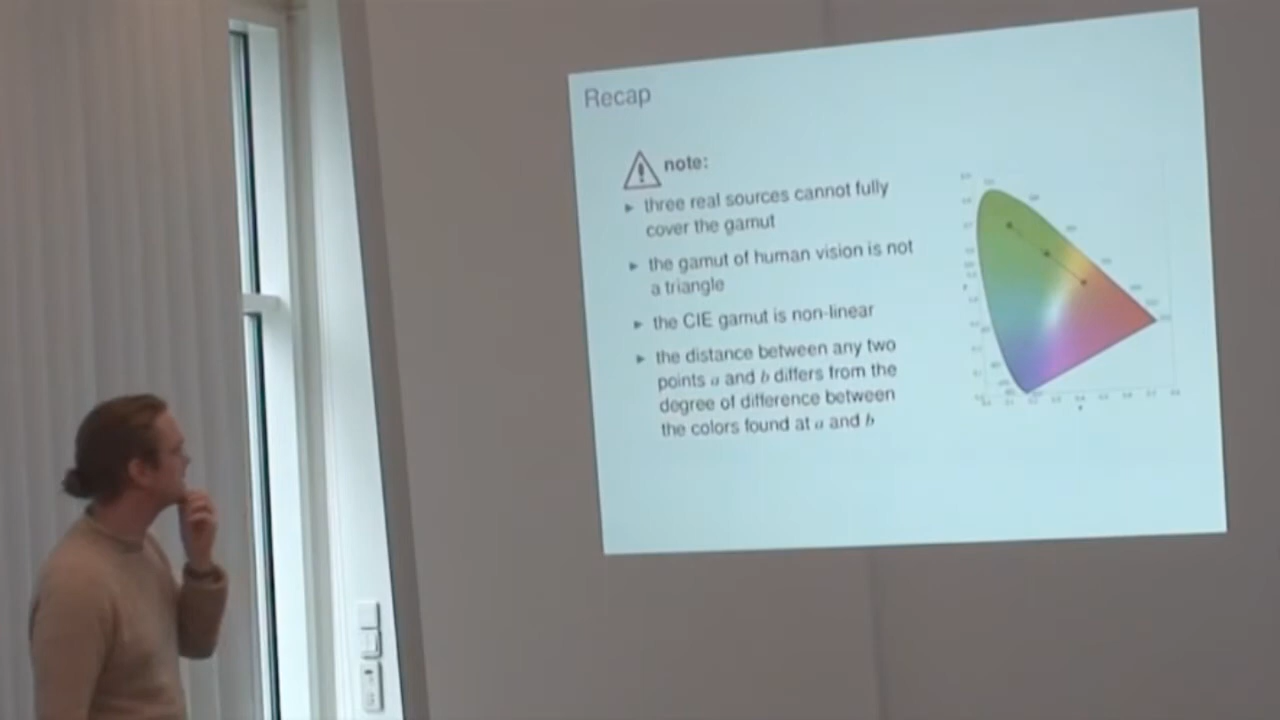 Recap
note:
three real sources cannot fully
cover the gamut
the gamut of human vision is not
a triangle
the CIE gamut is non-linear
the distance between any two
points a and b differs from the
degree of difference between
the colors found at a and b